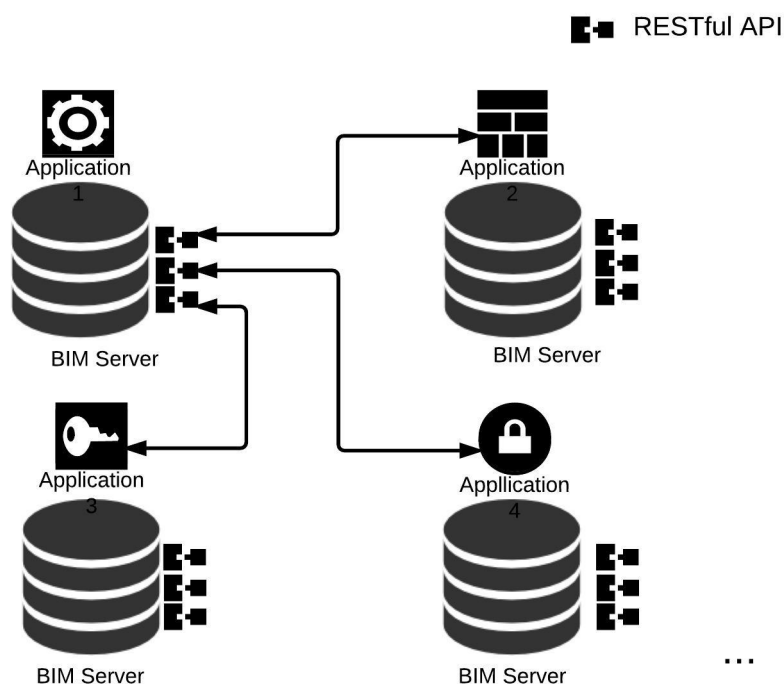 RESTful API
Application
1
Application
2
BIM Server
BIM Server
Application
3
Appllication
4
BIM Server
BIM Server
...